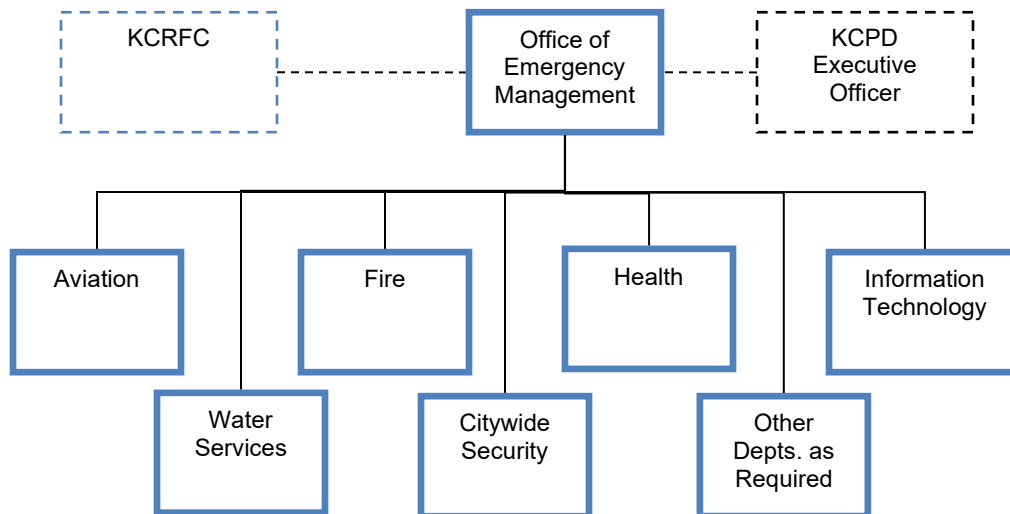 KCRFC
Office of
Emergency
Management
KCPD
Executive
Officer
Aviation
Fire
Health
Information
Technology
Water
Services
Citywide
Security
Other
Depts. as
Required